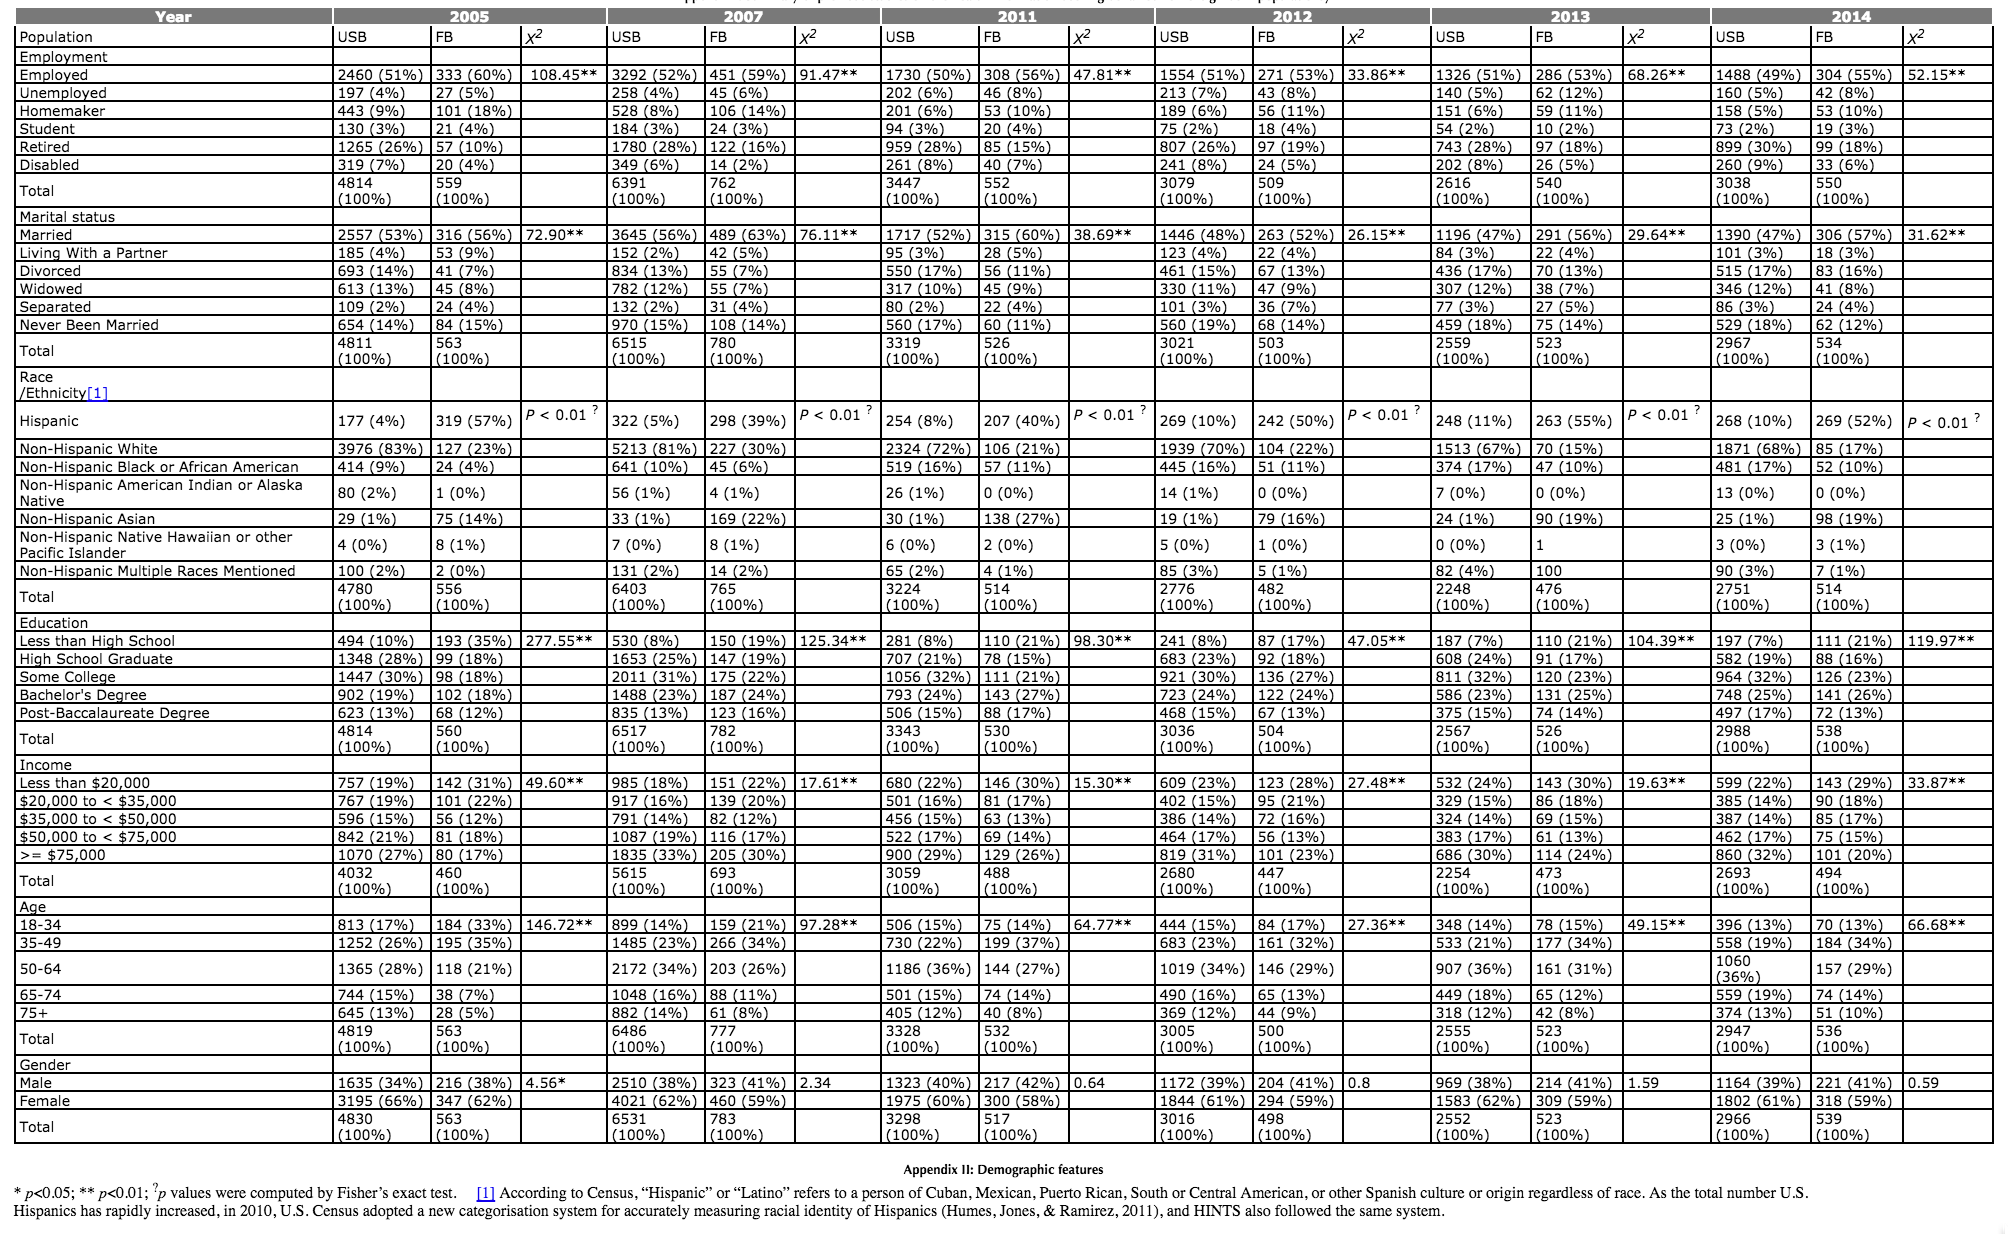 Year 2005 2007 2011 2012 2013 2014
Population USB FB X2 USB FB X2 USB FB X2 USB FB X2 USB FB X2 USB FB X2
Employment
Employed 2460 (51%) 333 (60%) 108.45** 3292 (52%) 451 (59%) 91.47** 1730 (50%) 308 (56%) 47.81** 1554 (51%) 271 (53%) 33.86** 1326 (51%) 286 (53%) 68.26** 1488 (49%) 304 (55%) 52.15**
Unemployed 197 (4%) 27 (5%) 258 (4%) 45 (6%) 202 (6%) 46 (8%) 213 (7%) 43 (8%) 140 (5%) 62 (12%) 160 (5%) 42 (8%)
Homemaker 443 (9%) 101 (18%) 528 (8%) 106 (14%) 201 (6%) 53 (10%) 189 (6%) 56 (11%) 151 (6%) 59 (11%) 158 (5%) 53 (10%)
Student 130 (3%) 21 (4%) 184 (3%) 24 (3%) 94 (3%) 20 (4%) 75 (2%) 18 (4%) 54 (2%) 10 (2%) 73 (2%) 19 (3%)
Retired 1265 (26%) 57 (10%) 1780 (28%) 122 (16%) 959 (28%) 85 (15%) 807 (26%) 97 (19%) 743 (28%) 97 (18%) 899 (30%) 99 (18%)
Disabled 319 (7%) 20 (4%) 349 (6%) 14 (2%) 261 (8%) 40 (7%) 241 (8%) 24 (5%) 202 (8%) 26 (5%) 260 (9%) 33 (6%)
Total 4814 (100%) 559 (100%) 6391 (100%) 762 (100%) 3447 (100%) 552 (100%) 3079 (100%) 509 (100%) 2616 (100%) 540 (100%) 3038 (100%) 550 (100%)
Marital status
Married 2557 (53%) 316 (56%) 72.90** 3645 (56%) 489 (63%) 76.11** 1717 (52%) 315 (60%) 38.69** 1446 (48%) 263 (52%) 26.15** 1196 (47%) 291 (56%) 29.64** 1390 (47%) 306 (57%) 31.62**
Living With a Partner 185 (4%) 53 (9%) 152 (2%) 42 (5%) 95 (3%) 28 (5%) 123 (4%) 22 (4%) 84 (3%) 22 (4%) 101 (3%) 18 (3%)
Divorced 693 (14%) 41 (7%) 834 (13%) 55 (7%) 550 (17%) 56 (11%) 461 (15%) 67 (13%) 436 (17%) 70 (13%) 515 (17%) 83 (16%)
Widowed 613 (13%) 45 (8%) 782 (12%) 55 (7%) 317 (10%) 45 (9%) 330 (11%) 47 (9%) 307 (12%) 38 (7%) 346 (12%) 41 (8%)
Separated 109 (2%) 24 (4%) 132 (2%) 31 (4%) 80 (2%) 22 (4%) 101 (3%) 36 (7%) 77 (3%) 27 (5%) 86 (3%) 24 (4%)
Never Been Married 654 (14%) 84 (15%) 970 (15%) 108 (14%) 560 (17%) 60 (11%) 560 (19%) 68 (14%) 459 (18%) 75 (14%) 529 (18%) 62 (12%)
Total 4811 (100%) 563 (100%) 6515 (100%) 780 (100%) 3319 (100%) 526 (100%) 3021 (100%) 503 (100%) 2559 (100%) 523 (100%) 2967 (100%) 534 (100%)
Race
/Ethnicity[1]
Hispanic 177 (4%) 319 (57%) P < 0.01 ? 322 (5%) 298 (39%) P < 0.01 ? 254 (8%) 207 (40%) P < 0.01 ? 269 (10%) 242 (50%) P < 0.01 ? 248 (11%) 263 (55%) P < 0.01 ? 268 (10%) 269 (52%) P < 0.01 ?
Non-Hispanic White 3976 (83%) 127 (23%) 5213 (81%) 227 (30%) 2324 (72%) 106 (21%) 1939 (70%) 104 (22%) 1513 (67%) 70 (15%) 1871 (68%) 85 (17%)
Non-Hispanic Black or African American 414 (9%) 24 (4%) 641 (10%) 45 (6%) 519 (16%) 57 (11%) 445 (16%) 51 (11%) 374 (17%) 47 (10%) 481 (17%) 52 (10%)
Non-Hispanic American Indian or Alaska
Native 80 (2%) 1 (0%) 56 (1%) 4 (1%) 26 (1%) 0 (0%) 14 (1%) 0 (0%) 7 (0%) 0 (0%) 13 (0%) 0 (0%)
Non-Hispanic Asian 29 (1%) 75 (14%) 33 (1%) 169 (22%) 30 (1%) 138 (27%) 19 (1%) 79 (16%) 24 (1%) 90 (19%) 25 (1%) 98 (19%)
Non-Hispanic Native Hawaiian or other
Pacific Islander 4 (0%) 8 (1%) 7 (0%) 8 (1%) 6 (0%) 2 (0%) 5 (0%) 1 (0%) 0 (0%) 1 3 (0%) 3 (1%)
Non-Hispanic Multiple Races Mentioned 100 (2%) 2 (0%) 131 (2%) 14 (2%) 65 (2%) 4 (1%) 85 (3%) 5 (1%) 82 (4%) 100 90 (3%) 7 (1%)
Total 4780 (100%) 556 (100%) 6403 (100%) 765 (100%) 3224 (100%) 514 (100%) 2776 (100%) 482 (100%) 2248 (100%) 476 (100%) 2751 (100%) 514 (100%)
Education
Less than High School 494 (10%) 193 (35%) 277.55** 530 (8%) 150 (19%) 125.34** 281 (8%) 110 (21%) 98.30** 241 (8%) 87 (17%) 47.05** 187 (7%) 110 (21%) 104.39** 197 (7%) 111 (21%) 119.97**
High School Graduate 1348 (28%) 99 (18%) 1653 (25%) 147 (19%) 707 (21%) 78 (15%) 683 (23%) 92 (18%) 608 (24%) 91 (17%) 582 (19%) 88 (16%)
Some College 1447 (30%) 98 (18%) 2011 (31%) 175 (22%) 1056 (32%) 111 (21%) 921 (30%) 136 (27%) 811 (32%) 120 (23%) 964 (32%) 126 (23%)
Bachelor's Degree 902 (19%) 102 (18%) 1488 (23%) 187 (24%) 793 (24%) 143 (27%) 723 (24%) 122 (24%) 586 (23%) 131 (25%) 748 (25%) 141 (26%)
Post-Baccalaureate Degree 623 (13%) 68 (12%) 835 (13%) 123 (16%) 506 (15%) 88 (17%) 468 (15%) 67 (13%) 375 (15%) 74 (14%) 497 (17%) 72 (13%)
Total 4814 (100%) 560 (100%) 6517 (100%) 782 (100%) 3343 (100%) 530 (100%) 3036 (100%) 504 (100%) 2567 (100%) 526 (100%) 2988 (100%) 538 (100%)
Income
Less than $20,000 757 (19%) 142 (31%) 49.60** 985 (18%) 151 (22%) 17.61** 680 (22%) 146 (30%) 15.30** 609 (23%) 123 (28%) 27.48** 532 (24%) 143 (30%) 19.63** 599 (22%) 143 (29%) 33.87**
$20,000 to < $35,000 767 (19%) 101 (22%) 917 (16%) 139 (20%) 501 (16%) 81 (17%) 402 (15%) 95 (21%) 329 (15%) 86 (18%) 385 (14%) 90 (18%)
$35,000 to < $50,000 596 (15%) 56 (12%) 791 (14%) 82 (12%) 456 (15%) 63 (13%) 386 (14%) 72 (16%) 324 (14%) 69 (15%) 387 (14%) 85 (17%)
$50,000 to < $75,000 842 (21%) 81 (18%) 1087 (19%) 116 (17%) 522 (17%) 69 (14%) 464 (17%) 56 (13%) 383 (17%) 61 (13%) 462 (17%) 75 (15%)
>= $75,000 1070 (27%) 80 (17%) 1835 (33%) 205 (30%) 900 (29%) 129 (26%) 819 (31%) 101 (23%) 686 (30%) 114 (24%) 860 (32%) 101 (20%)
Total 4032 (100%) 460 (100%) 5615 (100%) 693 (100%) 3059 (100%) 488 (100%) 2680 (100%) 447 (100%) 2254 (100%) 473 (100%) 2693 (100%) 494 (100%)
Age
18-34 813 (17%) 184 (33%) 146.72** 899 (14%) 159 (21%) 97.28** 506 (15%) 75 (14%) 64.77** 444 (15%) 84 (17%) 27.36** 348 (14%) 78 (15%) 49.15** 396 (13%) 70 (13%) 66.68**
35-49 1252 (26%) 195 (35%) 1485 (23%) 266 (34%) 730 (22%) 199 (37%) 683 (23%) 161 (32%) 533 (21%) 177 (34%) 558 (19%) 184 (34%)
50-64 1365 (28%) 118 (21%) 2172 (34%) 203 (26%) 1186 (36%) 144 (27%) 1019 (34%) 146 (29%) 907 (36%) 161 (31%) 1060 (36%) 157 (29%)
65-74 744 (15%) 38 (7%) 1048 (16%) 88 (11%) 501 (15%) 74 (14%) 490 (16%) 65 (13%) 449 (18%) 65 (12%) 559 (19%) 74 (14%)
75+ 645 (13%) 28 (5%) 882 (14%) 61 (8%) 405 (12%) 40 (8%) 369 (12%) 44 (9%) 318 (12%) 42 (8%) 374 (13%) 51 (10%)
Total 4819 (100%) 563 (100%) 6486 (100%) 777 (100%) 3328 (100%) 532 (100%) 3005 (100%) 500 (100%) 2555 (100%) 523 (100%) 2947 (100%) 536 (100%)
Gender
Male 1635 (34%) 216 (38%) 4.56* 2510 (38%) 323 (41%) 2.34 1323 (40%) 217 (42%) 0.64 1172 (39%) 204 (41%) 0.8 969 (38%) 214 (41%) 1.59 1164 (39%) 221 (41%) 0.59
Female 3195 (66%) 347 (62%) 4021 (62%) 460 (59%) 1975 (60%) 300 (58%) 1844 (61%) 294 (59%) 1583 (62%) 309 (59%) 1802 (61%) 318 (59%)
Total 4830 (100%) 563 (100%) 6531 (100%) 783 (100%) 3298 (100%) 517 (100%) 3016 (100%) 498 (100%) 2552 (100%) 523 (100%) 2966 (100%) 539 (100%)
Appendix II: Demographic features
* p<0.05; ** p<0.01; ?p values were computed by Fisher’s exact test. [1] According to Census, “Hispanic” or “Latino” refers to a person of Cuban, Mexican, Puerto Rican, South or Central American, or other Spanish culture or origin regardless of race. As the total number U.S.
Hispanics has rapidly increased, in 2010, U.S. Census adopted a new categorisation system for accurately measuring racial identity of Hispanics (Humes, Jones, & Ramirez, 2011), and HINTS also followed the same system.